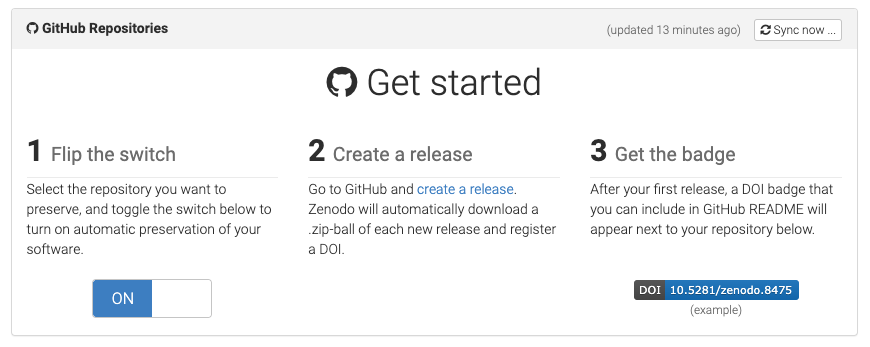 GitHub Repositories
(updated 13 minutes ago)
Sync now ...
Get started
1 Flip the switch
Select the repository you want to
preserve, and toggle the switch below to
turn on automatic preservation of your
software.
ON
2 Create a release
Go to GitHub and create a release.
Zenodo will automatically download a
.zip-ball of each new release and register
a DOI.
3 Get the badge
After your first release, a DOI badge that
you can include in GitHub README will
appear next to your repository below.
DOI 10.5281/zenodo.8475
(example)